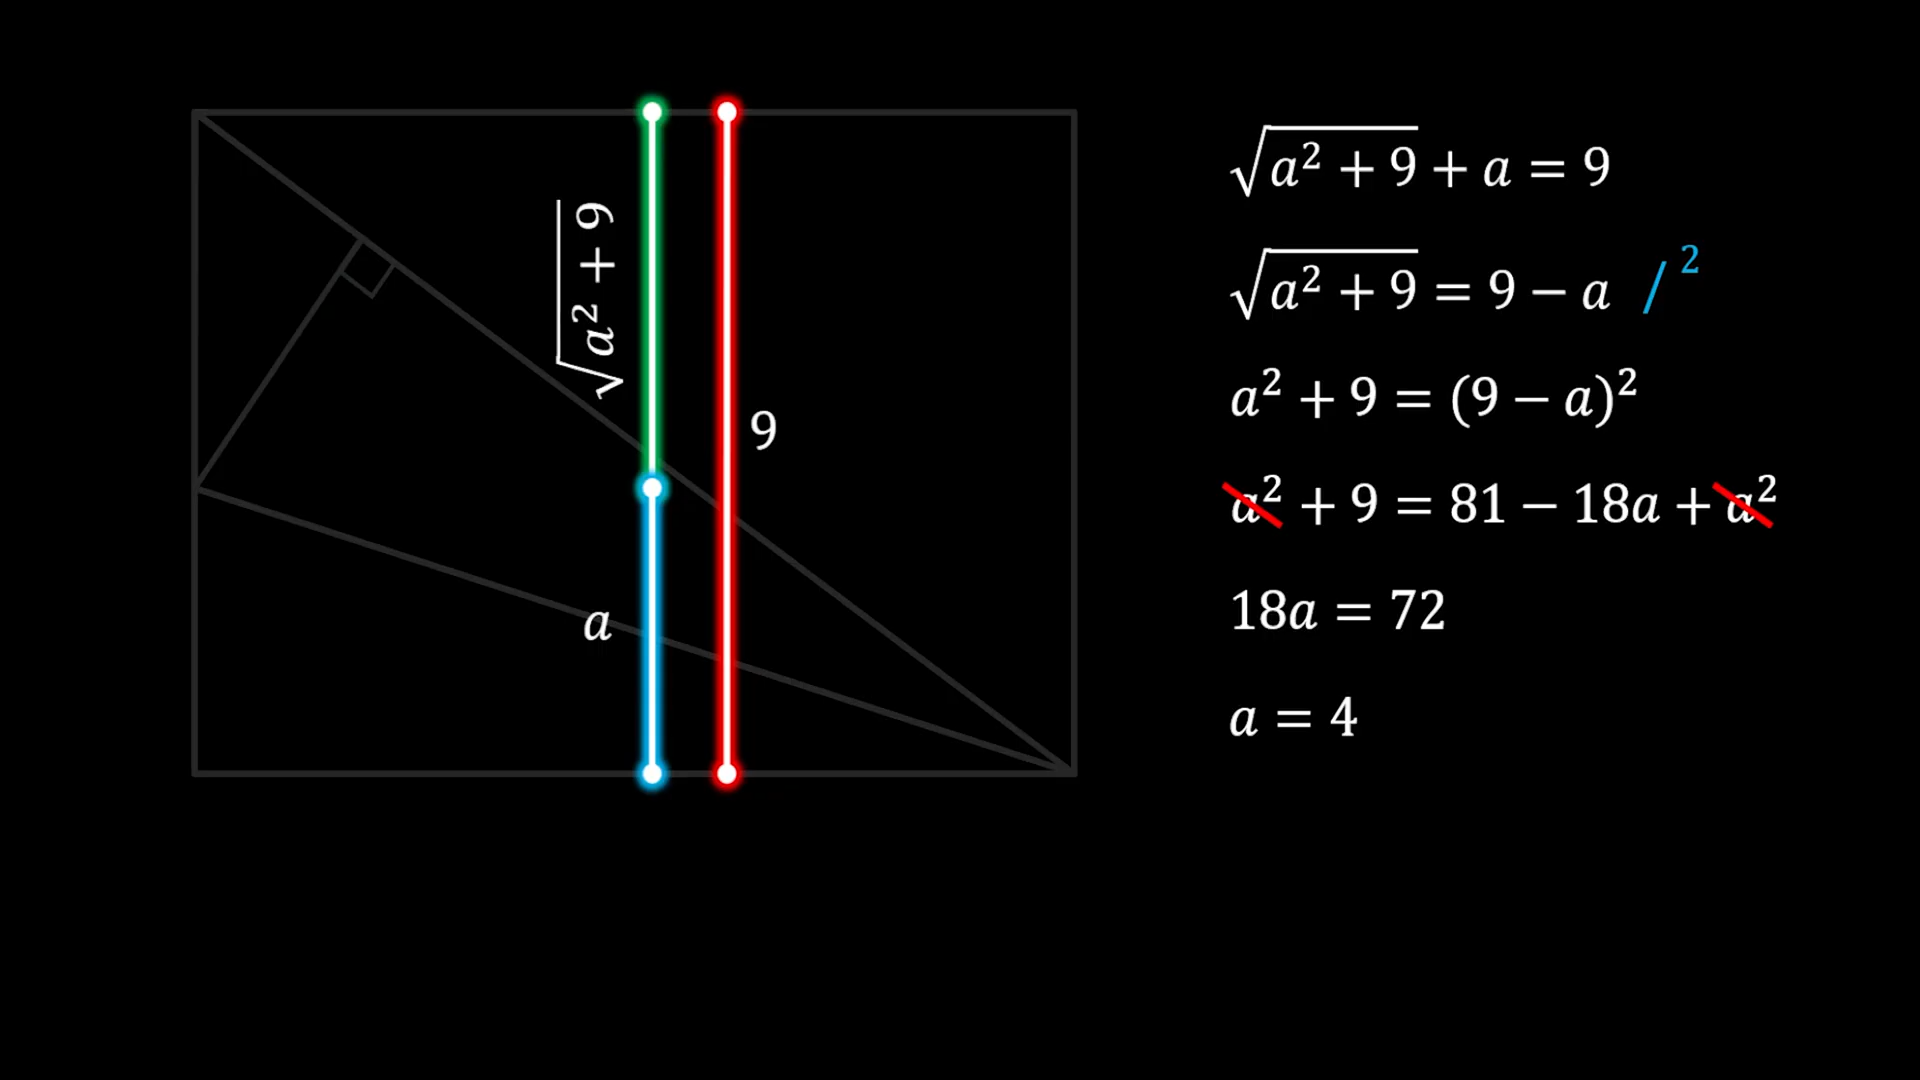 √(a² + 9)
9
a
√(a² + 9) + a = 9
√(a² + 9) = 9 − a / ²
a² + 9 = (9 − a)²
a² + 9 = 81 − 18a + a²
18a = 72
a = 4